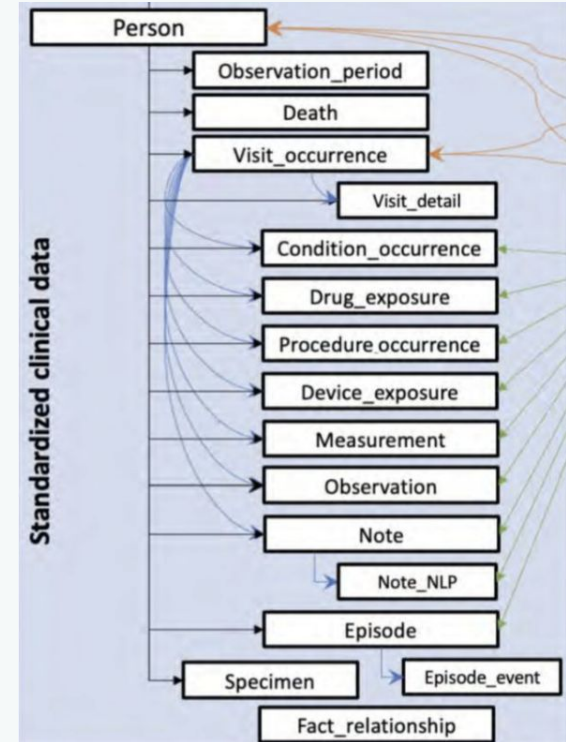 Person
Observation_period
Death
Visit_occurrence
Visit_detail
Condition_occurrence
Drug_exposure
Procedure occurrence
Device_exposure
Measurement
Observation
Note
Note_NLP
Episode
Episode_event
Specimen
Fact_relationship
Standardized clinical data